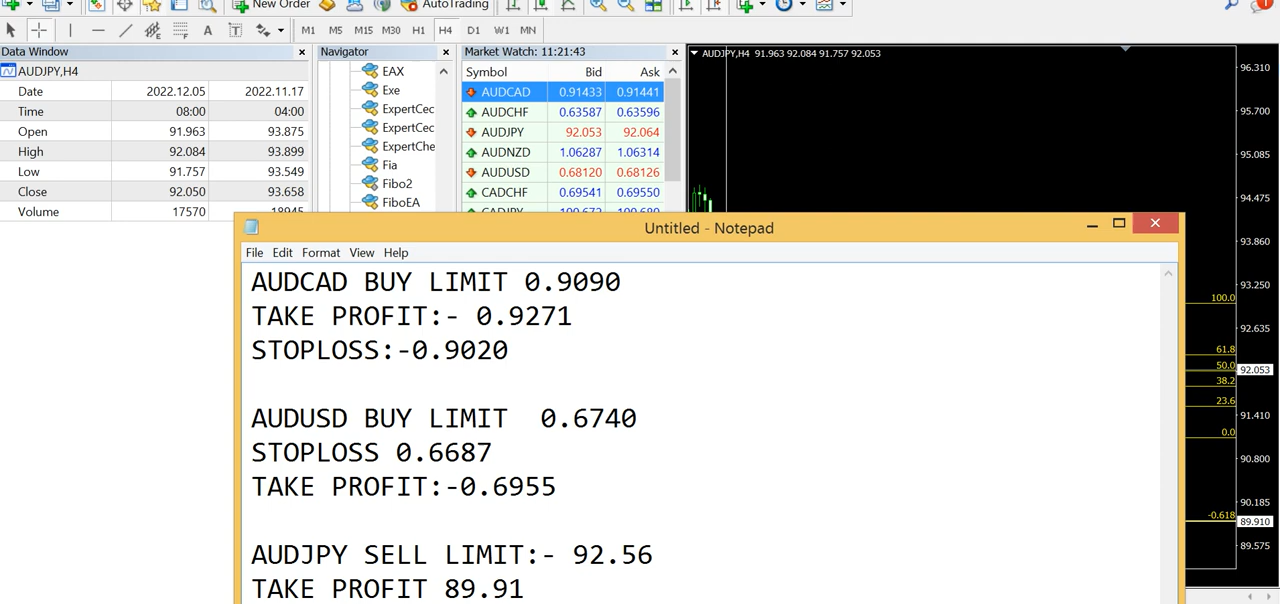 New Order
AutoTrading
A
T
M1 M5 M15 M30 H1 H4 D1 W1 MN
Data Window
AUDJPY,H4
Date 2022.12.05 2022.11.17
Time 08:00 04:00
Open 91.963 93.875
High 92.084 93.899
Low 91.757 93.549
Close 92.050 93.658
Volume 17570 18945
Navigator
EAX
Exe
ExpertCec
ExpertCec
ExpertChe
Fia
Fibo2
FiboEA
Market Watch: 11:21:43
Symbol Bid Ask
AUDCAD 0.91433 0.91441
AUDCHF 0.63587 0.63596
AUDJPY 92.053 92.064
AUDNZD 1.06287 1.06314
AUDUSD 0.68120 0.68126
CADCHF 0.69541 0.69550
CADJPY 100.672 100.680
AUDJPY,H4 91.963 92.084 91.757 92.053
96.310
95.700
95.085
94.475
93.860
93.250
100.0
92.635
61.8
50.0
92.053
38.2
23.6
91.410
0.0
90.800
90.185
-0.618
89.910
89.575
Untitled - Notepad
File Edit Format View Help
AUDCAD BUY LIMIT 0.9090
TAKE PROFIT:- 0.9271
STOPLOSS:-0.9020
AUDUSD BUY LIMIT  0.6740
STOPLOSS 0.6687
TAKE PROFIT:-0.6955
AUDJPY SELL LIMIT:- 92.56
TAKE PROFIT 89.91